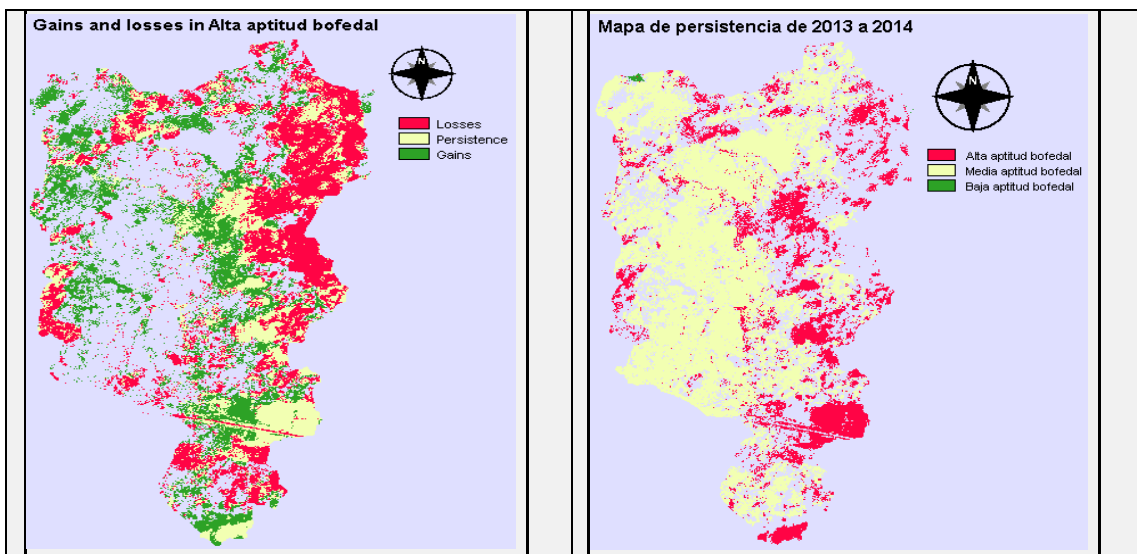 Gains and losses in Alta aptitud bofedal
N
Losses
Persistence
Gains
Mapa de persistencia de 2013 a 2014
N
Alta aptitud bofedal
Media aptitud bofedal
Baja aptitud bofedal